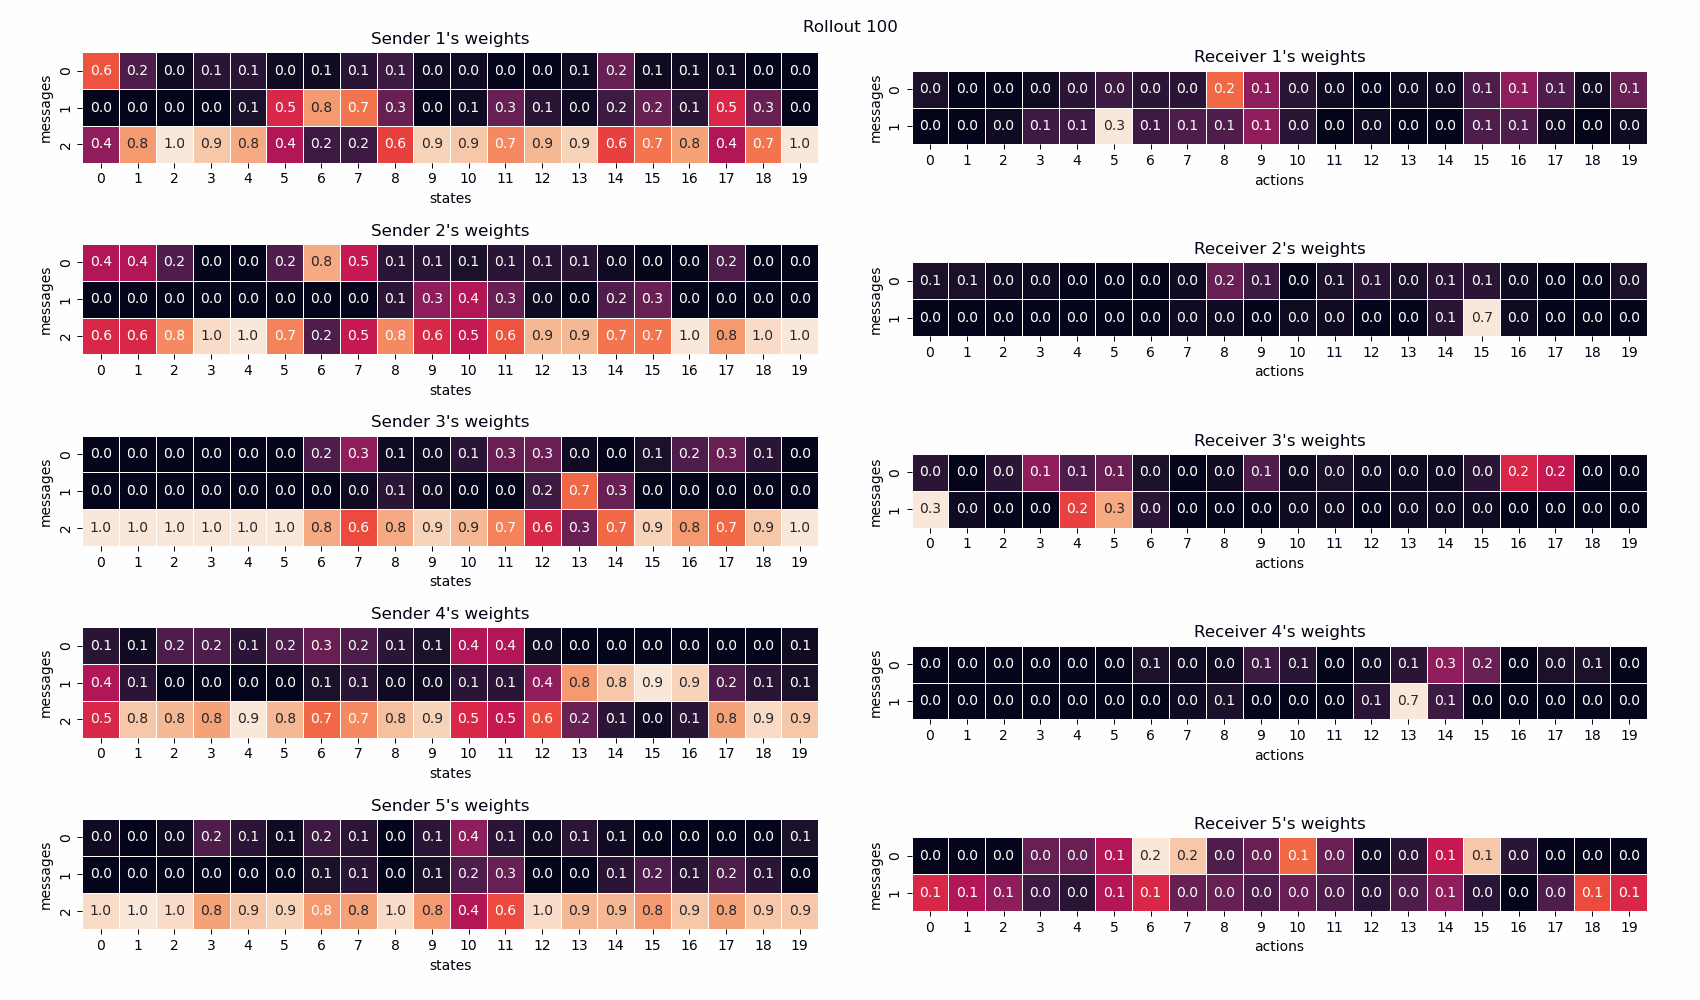 Rollout 100
Sender 1's weights
messages
0 0.6 0.2 0.0 0.1 0.1 0.0 0.1 0.1 0.1 0.0 0.0 0.0 0.0 0.1 0.2 0.1 0.1 0.1 0.0 0.0
1 0.0 0.0 0.0 0.0 0.1 0.5 0.8 0.7 0.3 0.0 0.1 0.3 0.1 0.0 0.2 0.2 0.1 0.5 0.3 0.0
2 0.4 0.8 1.0 0.9 0.8 0.4 0.2 0.2 0.6 0.9 0.9 0.7 0.9 0.9 0.6 0.7 0.8 0.4 0.7 1.0
0 1 2 3 4 5 6 7 8 9 10 11 12 13 14 15 16 17 18 19
states
Receiver 1's weights
messages
0 0.0 0.0 0.0 0.0 0.0 0.0 0.0 0.0 0.2 0.1 0.0 0.0 0.0 0.0 0.0 0.1 0.1 0.1 0.0 0.1
1 0.0 0.0 0.0 0.1 0.1 0.3 0.1 0.1 0.1 0.1 0.0 0.0 0.0 0.0 0.0 0.1 0.1 0.0 0.0 0.0
0 1 2 3 4 5 6 7 8 9 10 11 12 13 14 15 16 17 18 19
actions
Sender 2's weights
messages
0 0.4 0.4 0.2 0.0 0.0 0.2 0.8 0.5 0.1 0.1 0.1 0.1 0.1 0.1 0.0 0.0 0.0 0.2 0.0 0.0
1 0.0 0.0 0.0 0.0 0.0 0.0 0.0 0.0 0.1 0.3 0.4 0.3 0.0 0.0 0.2 0.3 0.0 0.0 0.0 0.0
2 0.6 0.6 0.8 1.0 1.0 0.7 0.2 0.5 0.8 0.6 0.5 0.6 0.9 0.9 0.7 0.7 1.0 0.8 1.0 1.0
0 1 2 3 4 5 6 7 8 9 10 11 12 13 14 15 16 17 18 19
states
Receiver 2's weights
messages
0 0.1 0.1 0.0 0.0 0.0 0.0 0.0 0.0 0.2 0.1 0.0 0.1 0.1 0.0 0.1 0.1 0.0 0.0 0.0 0.0
1 0.0 0.0 0.0 0.0 0.0 0.0 0.0 0.0 0.0 0.0 0.0 0.0 0.0 0.0 0.1 0.7 0.0 0.0 0.0 0.0
0 1 2 3 4 5 6 7 8 9 10 11 12 13 14 15 16 17 18 19
actions
Sender 3's weights
messages
0 0.0 0.0 0.0 0.0 0.0 0.0 0.2 0.3 0.1 0.0 0.1 0.3 0.3 0.0 0.0 0.1 0.2 0.3 0.1 0.0
1 0.0 0.0 0.0 0.0 0.0 0.0 0.0 0.0 0.1 0.0 0.0 0.0 0.2 0.7 0.3 0.0 0.0 0.0 0.0 0.0
2 1.0 1.0 1.0 1.0 1.0 1.0 0.8 0.6 0.8 0.9 0.9 0.7 0.6 0.3 0.7 0.9 0.8 0.7 0.9 1.0
0 1 2 3 4 5 6 7 8 9 10 11 12 13 14 15 16 17 18 19
states
Receiver 3's weights
messages
0 0.0 0.0 0.0 0.1 0.1 0.1 0.0 0.0 0.0 0.1 0.0 0.0 0.0 0.0 0.0 0.0 0.2 0.2 0.0 0.0
1 0.3 0.0 0.0 0.0 0.2 0.3 0.0 0.0 0.0 0.0 0.0 0.0 0.0 0.0 0.0 0.0 0.0 0.0 0.0 0.0
0 1 2 3 4 5 6 7 8 9 10 11 12 13 14 15 16 17 18 19
actions
Sender 4's weights
messages
0 0.1 0.1 0.2 0.2 0.1 0.2 0.3 0.2 0.1 0.1 0.4 0.4 0.0 0.0 0.0 0.0 0.0 0.0 0.0 0.1
1 0.4 0.1 0.0 0.0 0.0 0.0 0.1 0.1 0.0 0.0 0.1 0.1 0.4 0.8 0.8 0.9 0.9 0.2 0.1 0.1
2 0.5 0.8 0.8 0.8 0.9 0.8 0.7 0.7 0.8 0.9 0.5 0.5 0.6 0.2 0.1 0.0 0.1 0.8 0.9 0.9
0 1 2 3 4 5 6 7 8 9 10 11 12 13 14 15 16 17 18 19
states
Receiver 4's weights
messages
0 0.0 0.0 0.0 0.0 0.0 0.0 0.1 0.0 0.0 0.1 0.1 0.0 0.0 0.1 0.3 0.2 0.0 0.0 0.1 0.0
1 0.0 0.0 0.0 0.0 0.0 0.0 0.0 0.0 0.1 0.0 0.0 0.0 0.1 0.7 0.1 0.0 0.0 0.0 0.0 0.0
0 1 2 3 4 5 6 7 8 9 10 11 12 13 14 15 16 17 18 19
actions
Sender 5's weights
messages
0 0.0 0.0 0.0 0.2 0.1 0.1 0.2 0.1 0.0 0.1 0.4 0.1 0.0 0.1 0.1 0.0 0.0 0.0 0.0 0.1
1 0.0 0.0 0.0 0.0 0.0 0.0 0.1 0.1 0.0 0.1 0.2 0.3 0.0 0.0 0.1 0.2 0.1 0.2 0.1 0.0
2 1.0 1.0 1.0 0.8 0.9 0.9 0.8 0.8 1.0 0.8 0.4 0.6 1.0 0.9 0.9 0.8 0.9 0.8 0.9 0.9
0 1 2 3 4 5 6 7 8 9 10 11 12 13 14 15 16 17 18 19
states
Receiver 5's weights
messages
0 0.0 0.0 0.0 0.0 0.0 0.1 0.2 0.2 0.0 0.0 0.1 0.0 0.0 0.0 0.1 0.1 0.0 0.0 0.0 0.0
1 0.1 0.1 0.1 0.0 0.0 0.1 0.1 0.0 0.0 0.0 0.0 0.0 0.0 0.0 0.1 0.0 0.0 0.0 0.1 0.1
0 1 2 3 4 5 6 7 8 9 10 11 12 13 14 15 16 17 18 19
actions